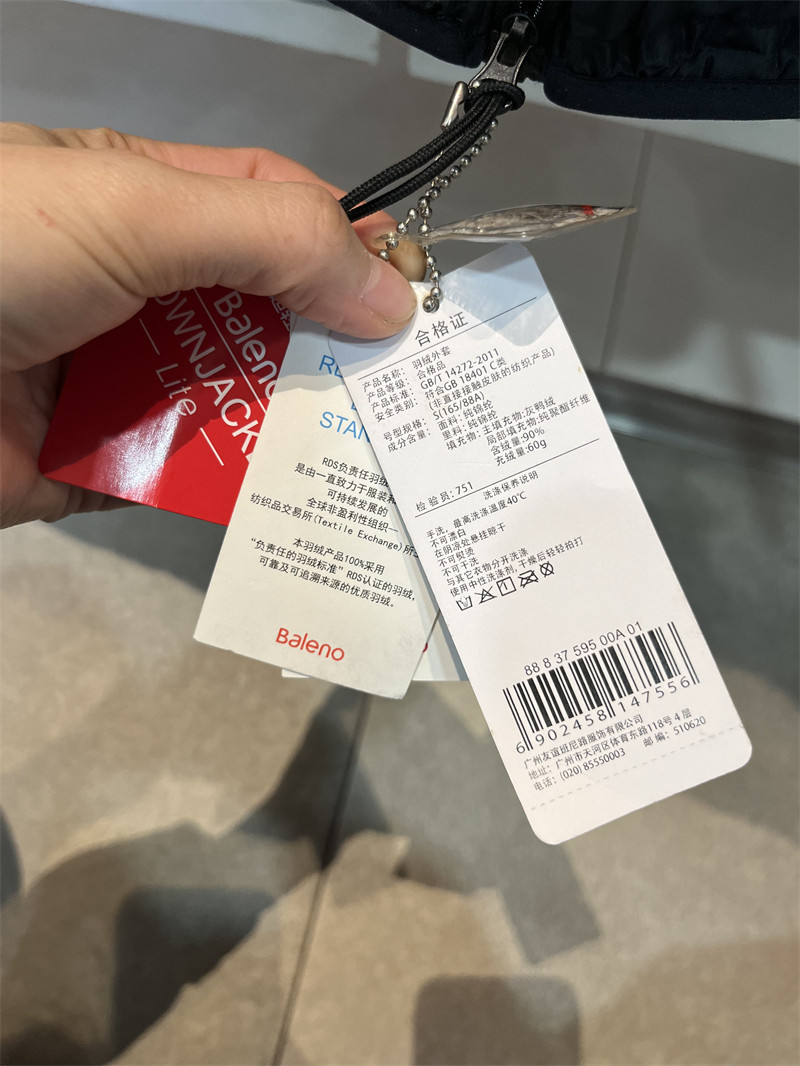 Baleno
OWNJACK
Lite
STAN
RDS负责任羽绒
是由一直致力于服装和
可持续发展的
全球非盈利性组织一
纺织品交易所(Textile Exchange)所
本羽绒产品100%采用
“负责任的羽绒标准” RDS认证的羽绒,
可靠及可追溯来源的优质羽绒。
Baleno
合格证
产品名称: 羽绒外套
产品等级: 合格品
产品标准: GB/T 14272-2011
安全类别: 符合GB 18401 C类
(非直接接触皮肤的纺织产品)
号型规格: S(165/88A)
成分含量: 面料: 纯锦纶
里料: 纯锦纶
填充物: 主填充物:灰鸭绒
局部填充物:纯聚酯纤维
含绒量:90%
充绒量:60g
检验员: 751
洗涤保养说明
手洗, 最高洗涤温度40℃
不可漂白
在阴凉处悬挂晾干
不可熨烫
不可干洗
与其它衣物分开洗涤
使用中性洗涤剂, 干燥后轻轻拍打
88 8 37 595 00A 01
6902458147556
广州友谊班尼路服饰有限公司
地址: 广州市天河区体育东路118号4层
电话: (020) 85550003 邮编: 510620